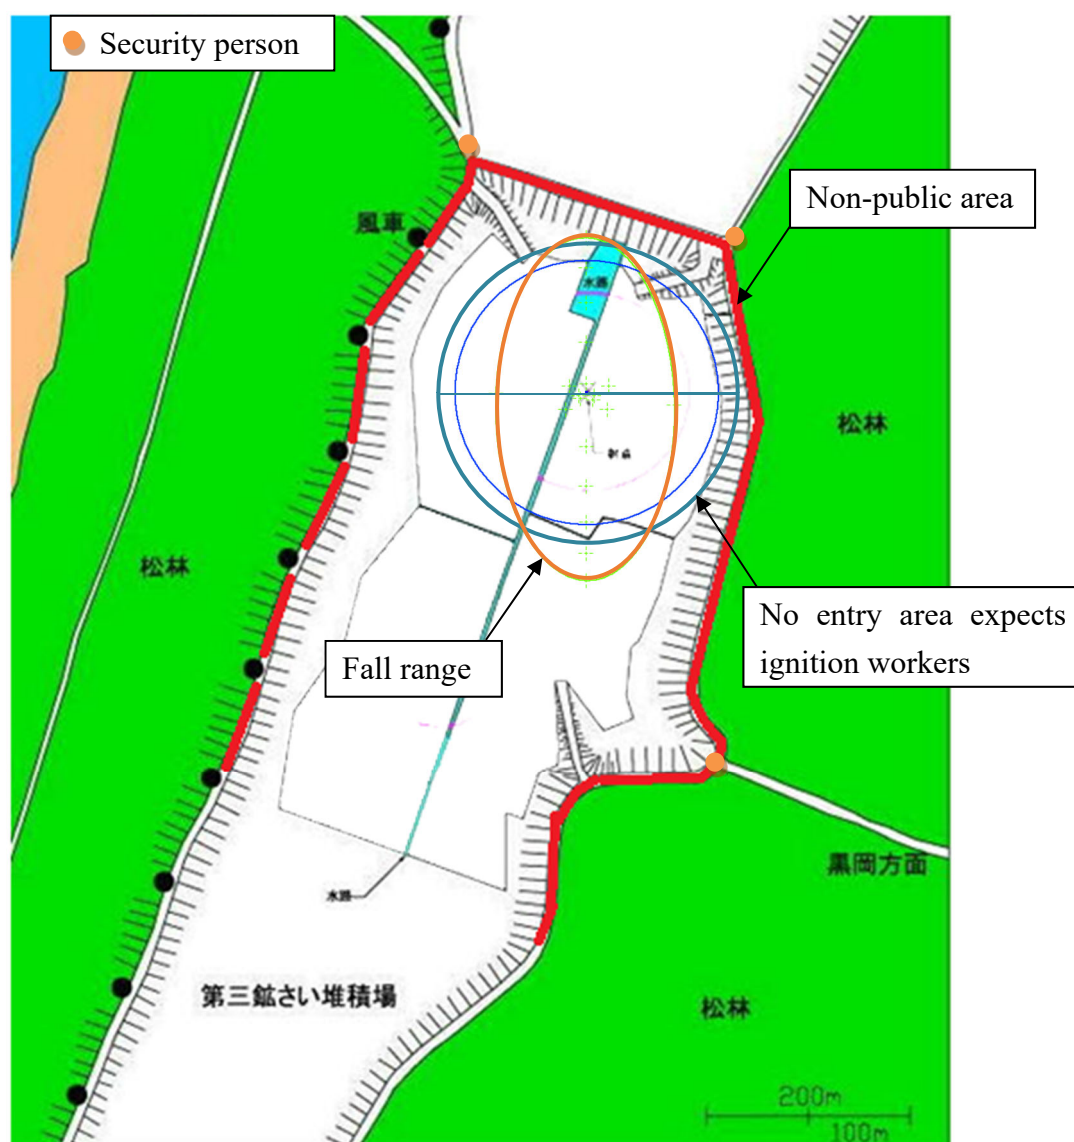 Security person
Non-public area
風車
水路
松林
射点
松林
No entry area expects
ignition workers
Fall range
水路
黒岡方面
第三鉱さい堆積場
松林
200m
100m